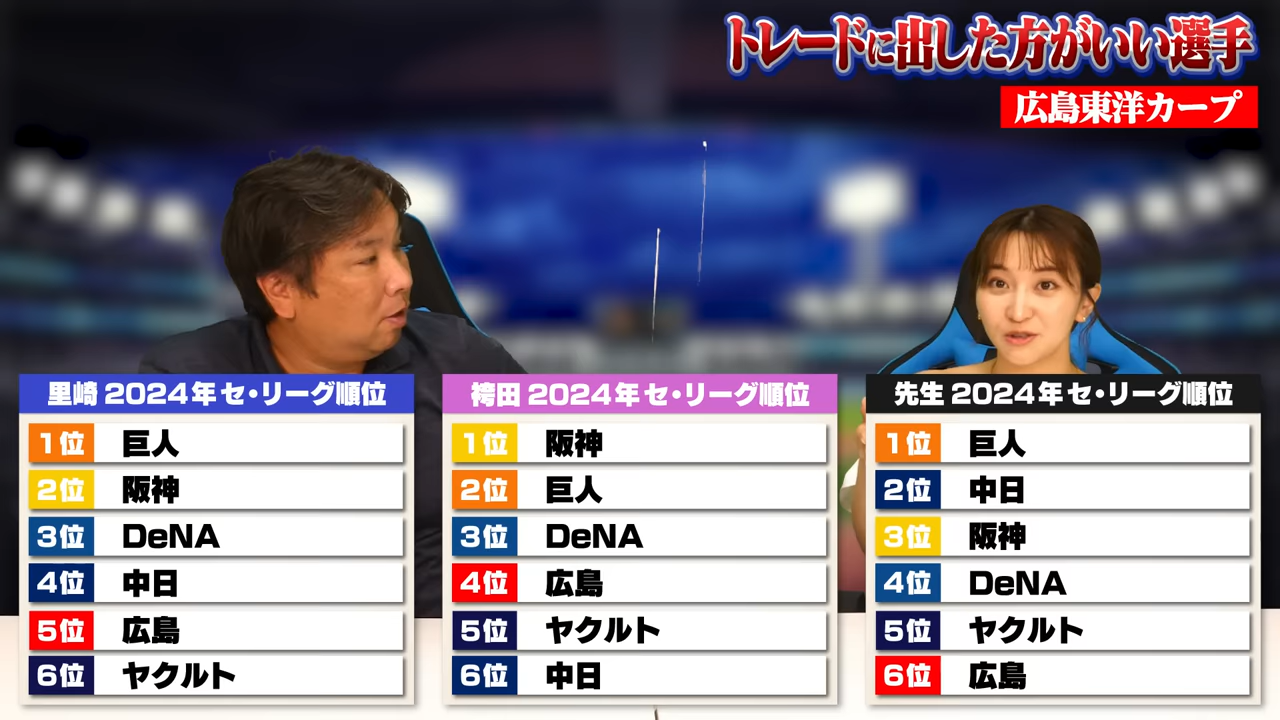 トレードに出した方がいい選手
広島東洋カープ
里崎 2024年 セ・リーグ順位
1位 巨人
2位 阪神
3位 DeNA
4位 中日
5位 広島
6位 ヤクルト
袴田 2024年 セ・リーグ順位
1位 阪神
2位 巨人
3位 DeNA
4位 広島
5位 ヤクルト
6位 中日
先生 2024年 セ・リーグ順位
1位 巨人
2位 中日
3位 阪神
4位 DeNA
5位 ヤクルト
6位 広島